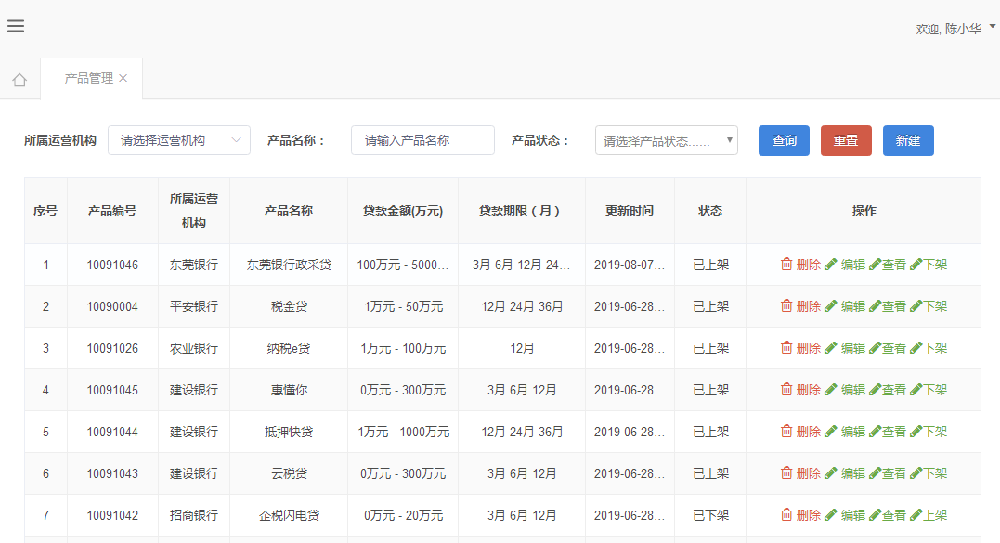 欢迎, 陈小华
产品管理
所属运营机构 请选择运营机构 产品名称： 请输入产品名称 产品状态： 请选择产品状态...... 查询 重置 新建
序号 产品编号 所属运营机构 产品名称 贷款金额(万元) 贷款期限（月） 更新时间 状态 操作
1 10091046 东莞银行 东莞银行政采贷 100万元 - 5000... 3月 6月 12月 24... 2019-08-07... 已上架 删除 编辑 查看 下架
2 10090004 平安银行 税金贷 1万元 - 50万元 12月 24月 36月 2019-06-28... 已上架 删除 编辑 查看 下架
3 10091026 农业银行 纳税e贷 1万元 - 100万元 12月 2019-06-28... 已上架 删除 编辑 查看 下架
4 10091045 建设银行 惠懂你 0万元 - 300万元 3月 6月 12月 2019-06-28... 已上架 删除 编辑 查看 下架
5 10091044 建设银行 抵押快贷 1万元 - 1000万元 12月 24月 36月 2019-06-28... 已上架 删除 编辑 查看 下架
6 10091043 建设银行 云税贷 0万元 - 300万元 3月 6月 12月 2019-06-28... 已上架 删除 编辑 查看 下架
7 10091042 招商银行 企税闪电贷 0万元 - 20万元 3月 6月 12月 2019-06-28... 已下架 删除 编辑 查看 上架